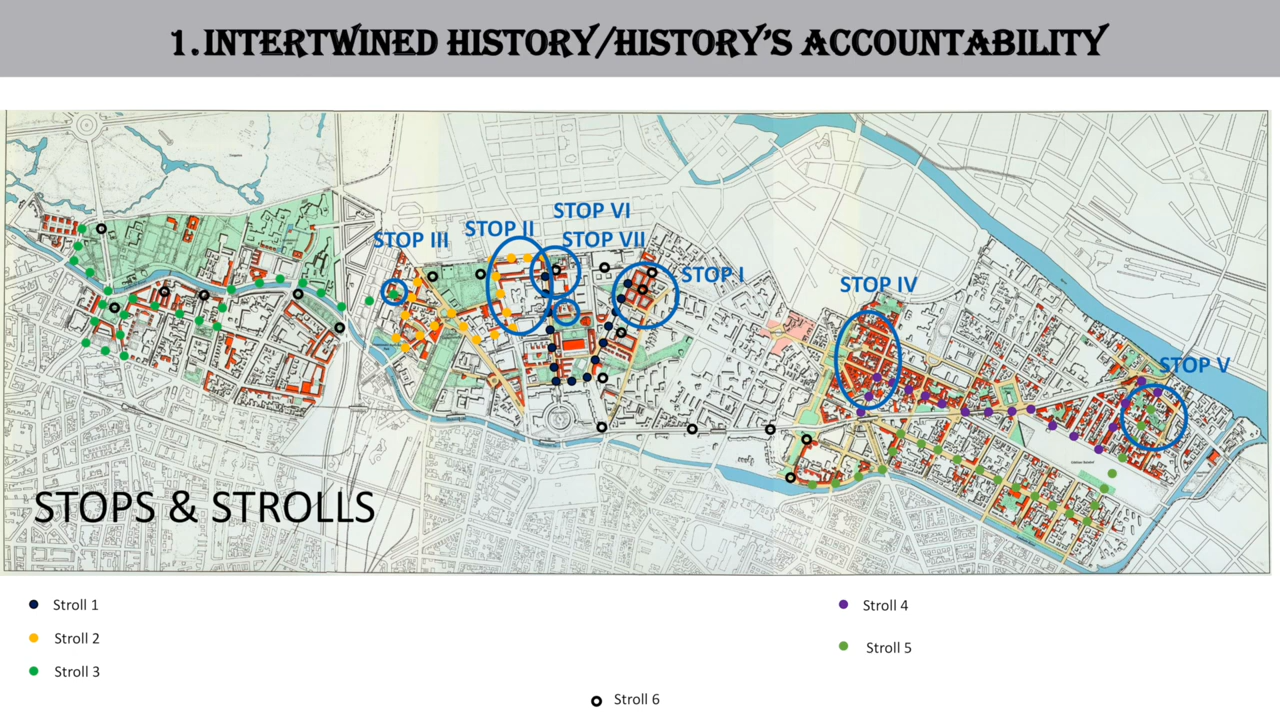 1. INTERTWINED HISTORY/HISTORY'S ACCOUNTABILITY
STOP VI
STOP II
STOP III
STOP VII
STOP I
STOP IV
STOP V
STOPS & STROLLS
Stroll 1
Stroll 2
Stroll 3
Stroll 4
Stroll 5
Stroll 6